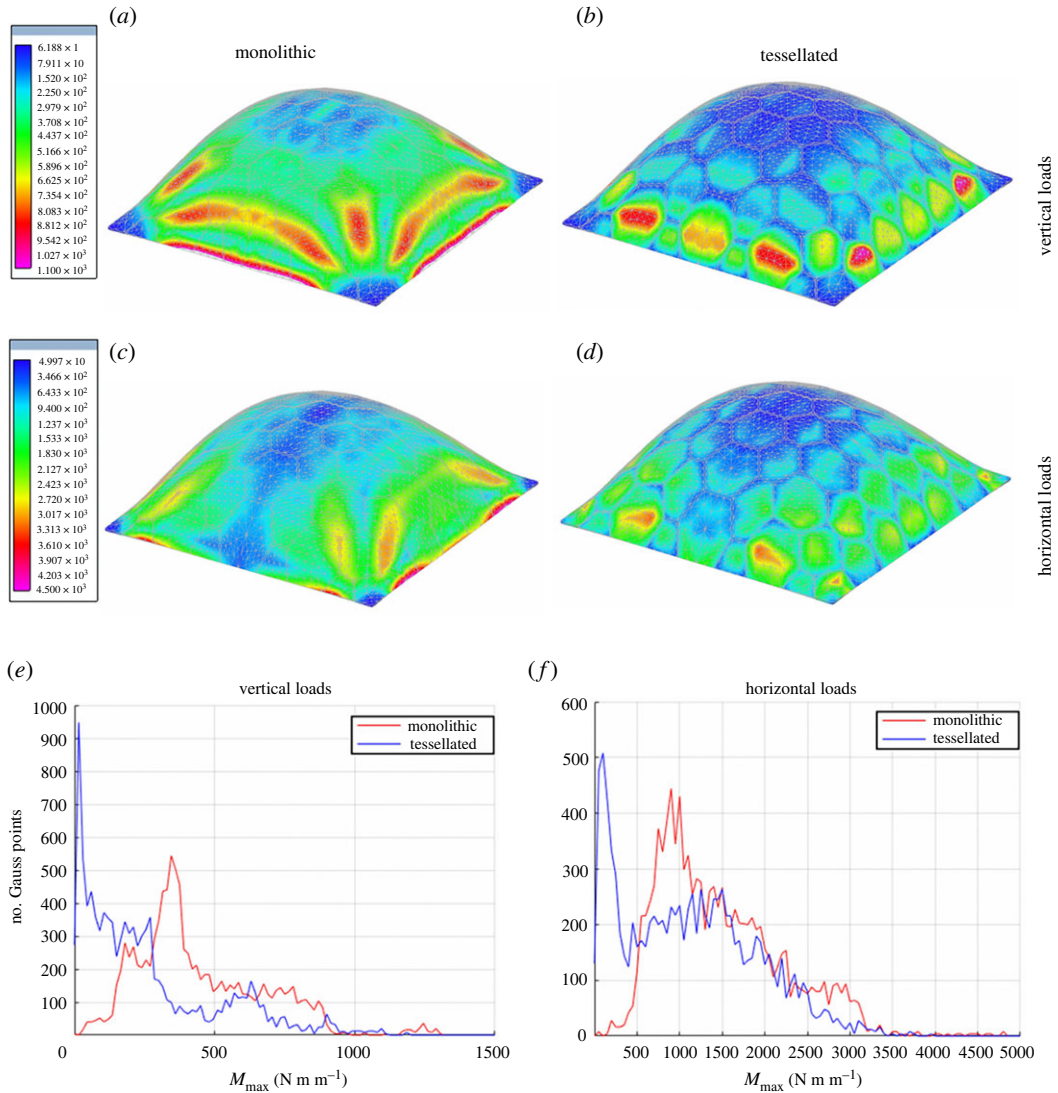 (a)
(b)
monolithic
tessellated
6.188 × 1
7.911 × 10
1.520 × 10²
2.250 × 10²
2.979 × 10²
3.708 × 10²
4.437 × 10²
5.166 × 10²
5.896 × 10²
6.625 × 10²
7.354 × 10²
8.083 × 10²
8.812 × 10²
9.542 × 10²
1.027 × 10³
1.100 × 10³
vertical loads
(c)
(d)
4.997 × 10
3.466 × 10²
6.433 × 10²
9.400 × 10²
1.237 × 10³
1.533 × 10³
1.830 × 10³
2.127 × 10³
2.423 × 10³
2.720 × 10³
3.017 × 10³
3.313 × 10³
3.610 × 10³
3.907 × 10³
4.203 × 10³
4.500 × 10³
horizontal loads
(e)
vertical loads
monolithic
tessellated
1000
900
800
700
600
500
400
300
200
100
no. Gauss points
0
500
1000
1500
M max (N m m⁻¹)
(f)
horizontal loads
monolithic
tessellated
600
500
400
300
200
100
0
500
1000
1500
2000
2500
3000
3500
4000
4500
5000
M max (N m m⁻¹)